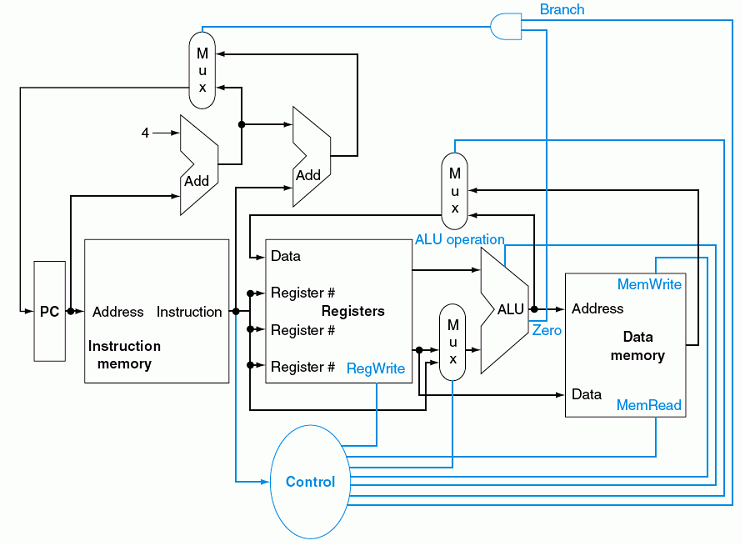 Branch
M
u
x
4
Add
Add
M
u
x
ALU operation
Data
Register #
Registers
Register #
Register #
RegWrite
PC
Address
Instruction
Instruction
memory
M
u
x
ALU
Zero
MemWrite
Address
Data
memory
Data
MemRead
Control